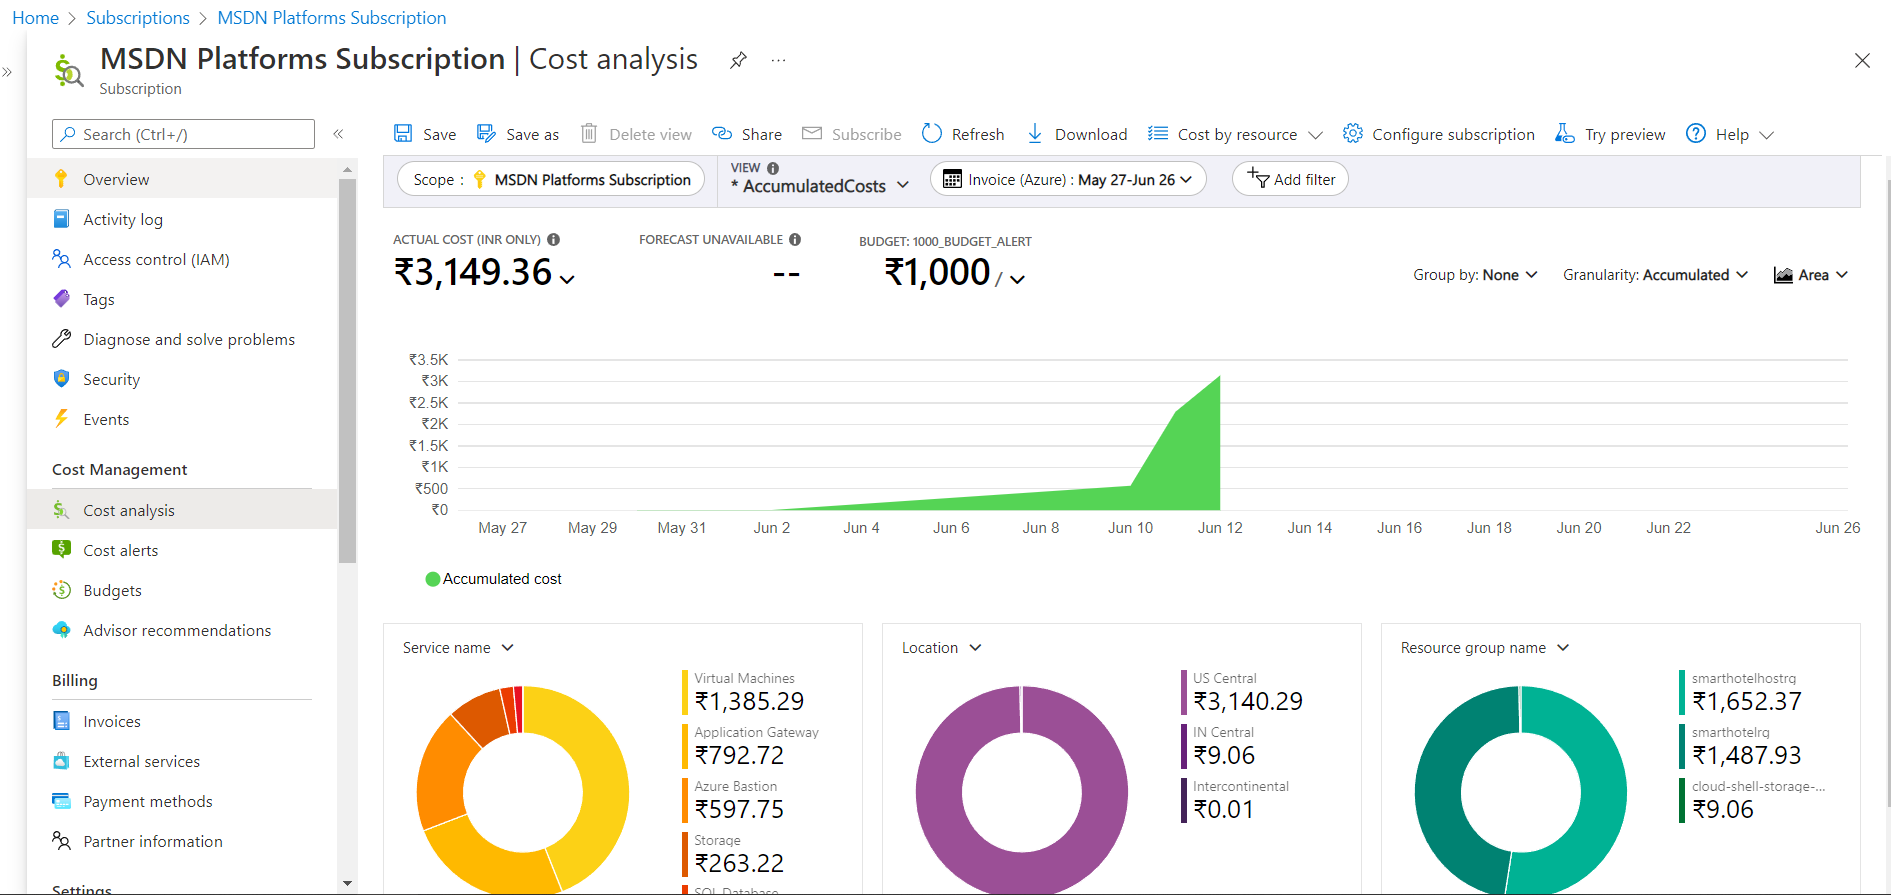 Home > Subscriptions > MSDN Platforms Subscription
MSDN Platforms Subscription | Cost analysis
Subscription
Search (Ctrl+/)
Overview
Activity log
Access control (IAM)
Tags
Diagnose and solve problems
Security
Events
Cost Management
Cost analysis
Cost alerts
Budgets
Advisor recommendations
Billing
Invoices
External services
Payment methods
Partner information
Settings
Save Save as Delete view Share Subscribe Refresh Download Cost by resource Configure subscription Try preview Help
Scope : MSDN Platforms Subscription
VIEW
* AccumulatedCosts
Invoice (Azure) : May 27-Jun 26
Add filter
ACTUAL COST (INR ONLY)
₹3,149.36
FORECAST UNAVAILABLE
--
BUDGET: 1000_BUDGET_ALERT
₹1,000 /
Group by: None Granularity: Accumulated Area
₹3.5K
₹3K
₹2.5K
₹2K
₹1.5K
₹1K
₹500
₹0
May 27 May 29 May 31 Jun 2 Jun 4 Jun 6 Jun 8 Jun 10 Jun 12 Jun 14 Jun 16 Jun 18 Jun 20 Jun 22 Jun 26
Accumulated cost
Service name
Virtual Machines
₹1,385.29
Application Gateway
₹792.72
Azure Bastion
₹597.75
Storage
₹263.22
SQL Database
Location
US Central
₹3,140.29
IN Central
₹9.06
Intercontinental
₹0.01
Resource group name
smarthotelhostrg
₹1,652.37
smarthotelrg
₹1,487.93
cloud-shell-storage-...
₹9.06